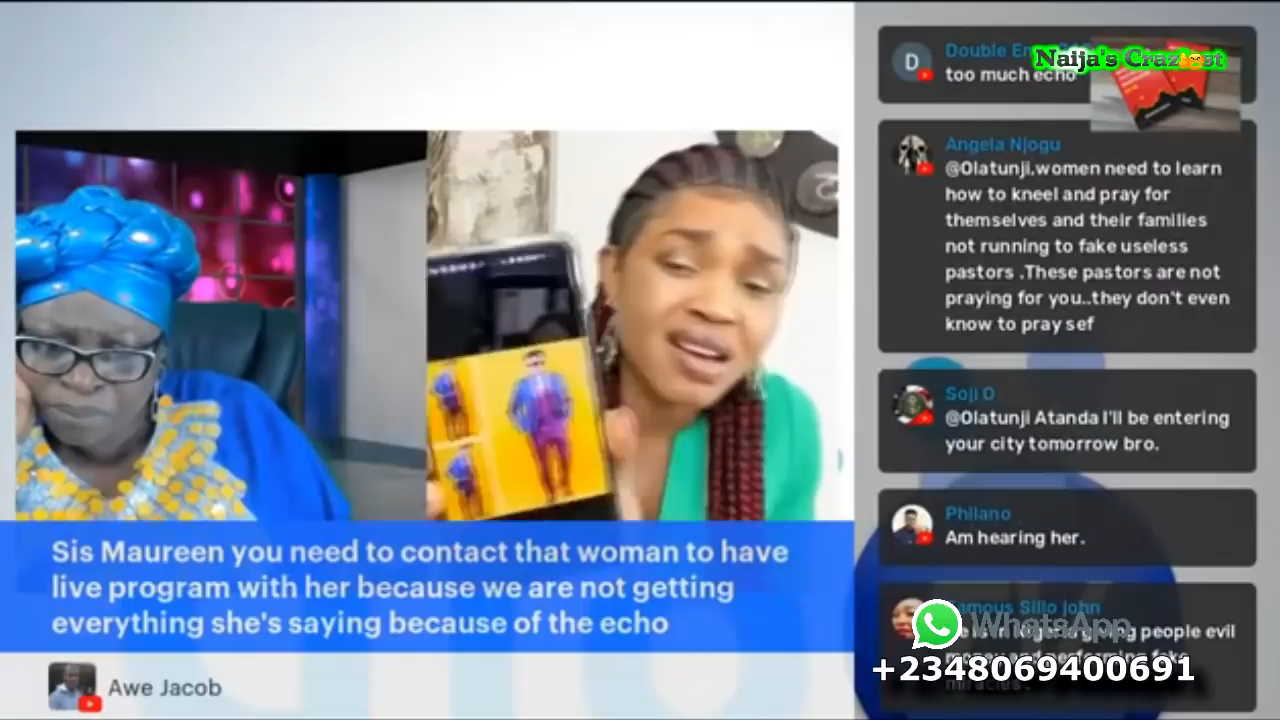 Sis Maureen you need to contact that woman to have
live program with her because we are not getting
everything she's saying because of the echo
Awe Jacob
D
Double
too much echo
Naija's
Angela Njogu
@Olatunji,women need to learn
how to kneel and pray for
themselves and their families
not running to fake useless
pastors .These pastors are not
praying for you..they don't even
know to pray sef
Soji O
@Olatunji Atanda I'll be entering
your city tomorrow bro.
Philano
Am hearing her.
Famous Sillo john
people evil
WhatsApp
+2348069400691